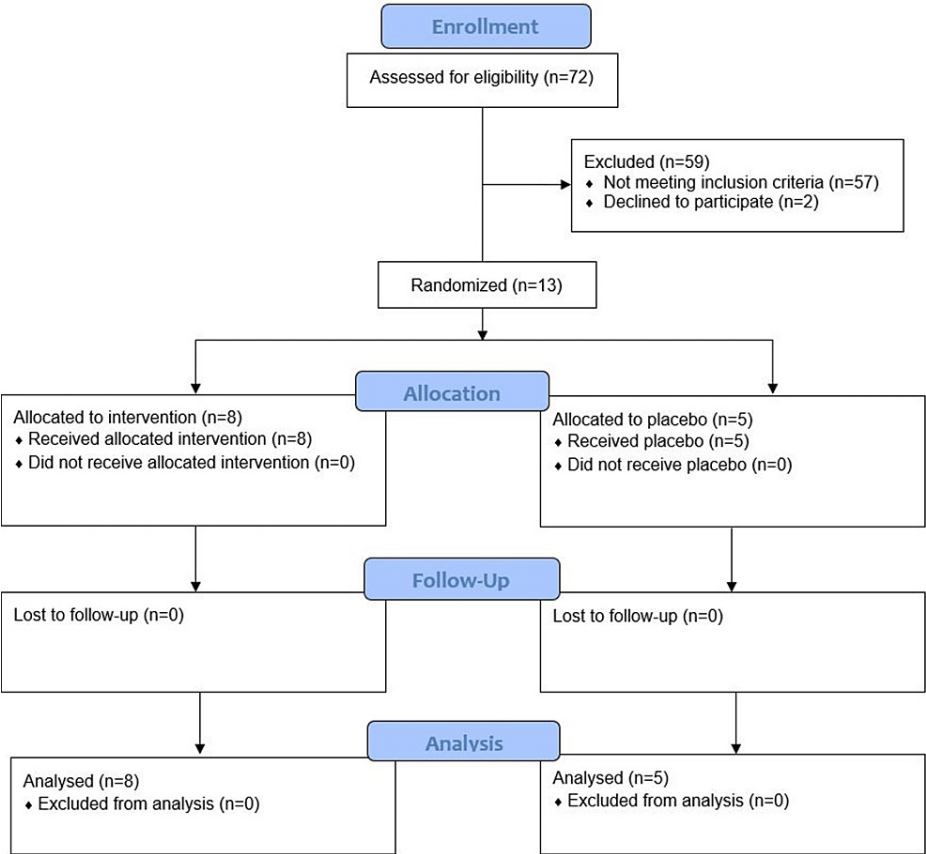 Enrollment
Assessed for eligibility (n=72)
Excluded (n=59)
♦ Not meeting inclusion criteria (n=57)
♦ Declined to participate (n=2)
Randomized (n=13)
Allocation
Allocated to intervention (n=8)
♦ Received allocated intervention (n=8)
♦ Did not receive allocated intervention (n=0)
Allocated to placebo (n=5)
♦ Received placebo (n=5)
♦ Did not receive placebo (n=0)
Follow-Up
Lost to follow-up (n=0)
Lost to follow-up (n=0)
Analysis
Analysed (n=8)
♦ Excluded from analysis (n=0)
Analysed (n=5)
♦ Excluded from analysis (n=0)